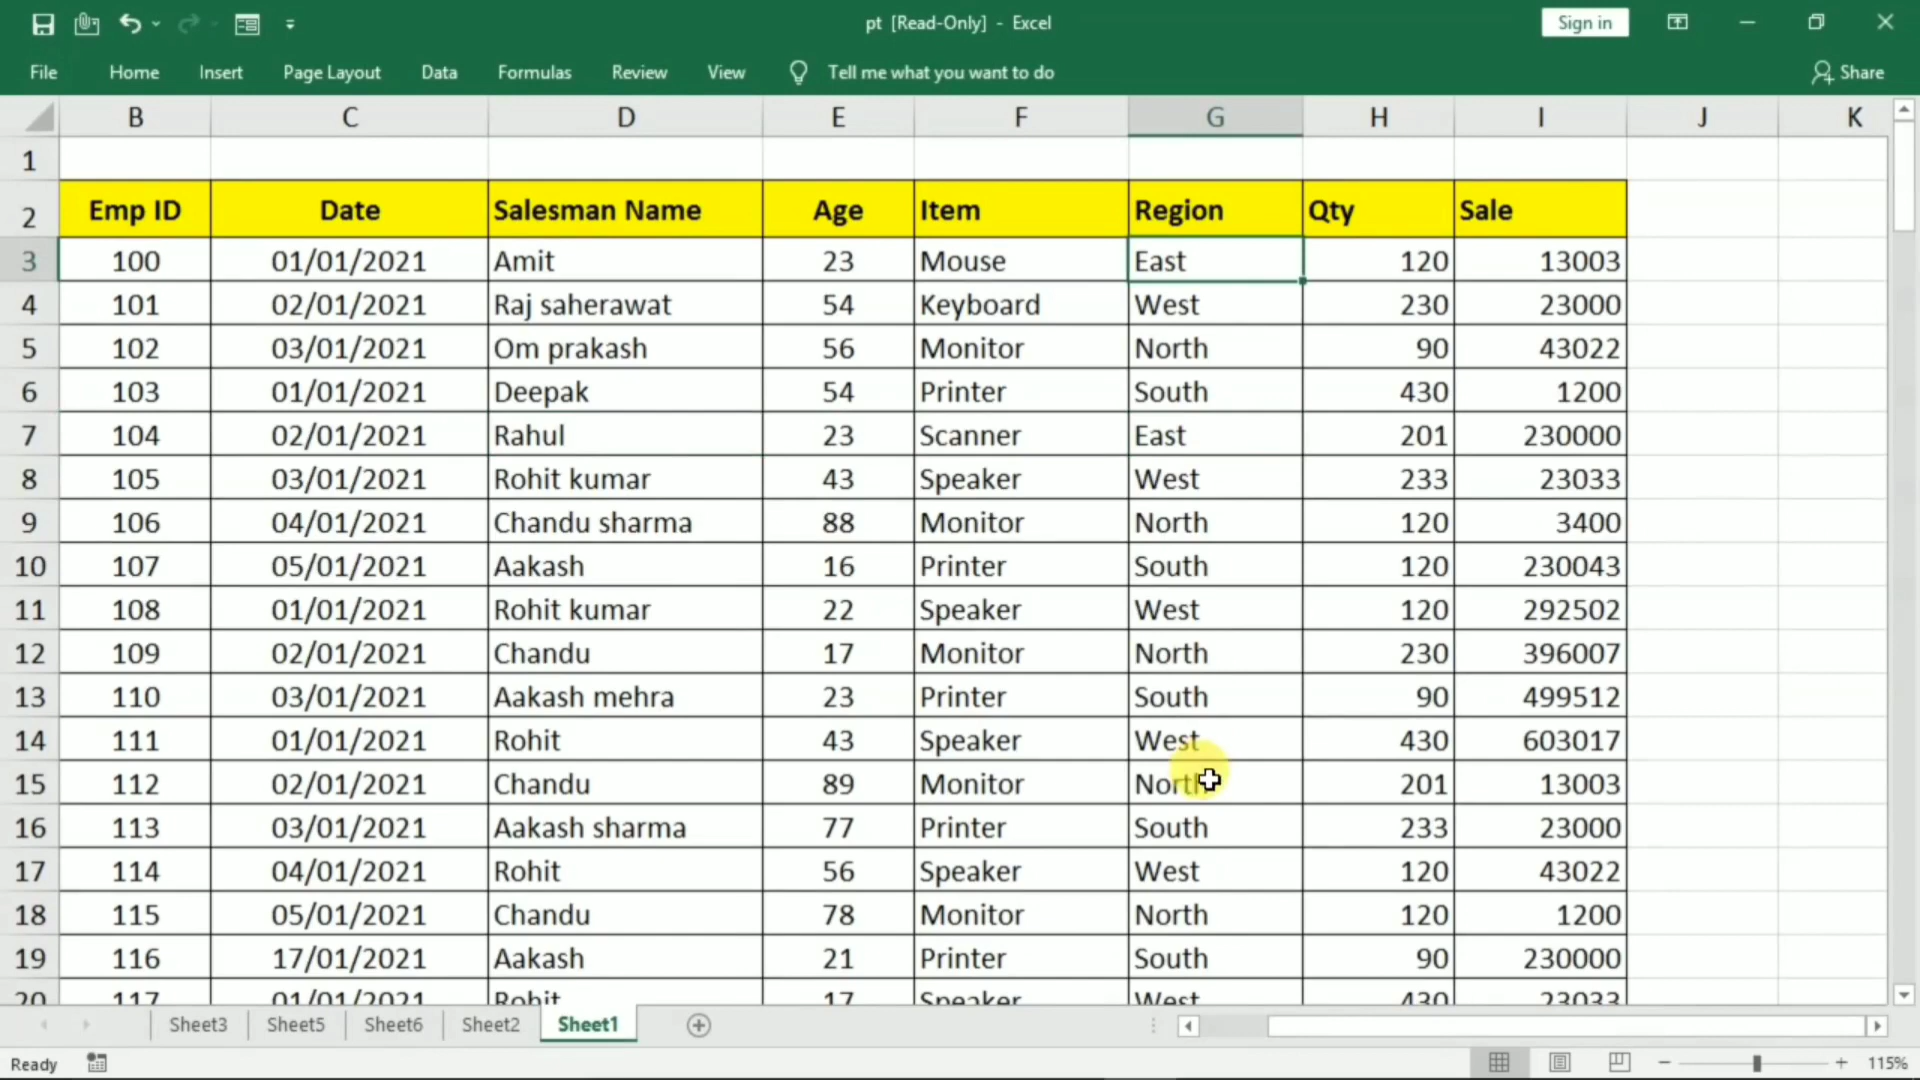 pt [Read-Only] - Excel
Sign in
File Home Insert Page Layout Data Formulas Review View Tell me what you want to do Share
B C D E F G H I J K
1
2 Emp ID Date Salesman Name Age Item Region Qty Sale
3 100 01/01/2021 Amit 23 Mouse East 120 13003
4 101 02/01/2021 Raj saherawat 54 Keyboard West 230 23000
5 102 03/01/2021 Om prakash 56 Monitor North 90 43022
6 103 01/01/2021 Deepak 54 Printer South 430 1200
7 104 02/01/2021 Rahul 23 Scanner East 201 230000
8 105 03/01/2021 Rohit kumar 43 Speaker West 233 23033
9 106 04/01/2021 Chandu sharma 88 Monitor North 120 3400
10 107 05/01/2021 Aakash 16 Printer South 120 230043
11 108 01/01/2021 Rohit kumar 22 Speaker West 120 292502
12 109 02/01/2021 Chandu 17 Monitor North 230 396007
13 110 03/01/2021 Aakash mehra 23 Printer South 90 499512
14 111 01/01/2021 Rohit 43 Speaker West 430 603017
15 112 02/01/2021 Chandu 89 Monitor North 201 13003
16 113 03/01/2021 Aakash sharma 77 Printer South 233 23000
17 114 04/01/2021 Rohit 56 Speaker West 120 43022
18 115 05/01/2021 Chandu 78 Monitor North 120 1200
19 116 17/01/2021 Aakash 21 Printer South 90 230000
20 117 01/01/2021 Rohit 17 Speaker West 430 23033
Sheet3 Sheet5 Sheet6 Sheet2 Sheet1
Ready 115%